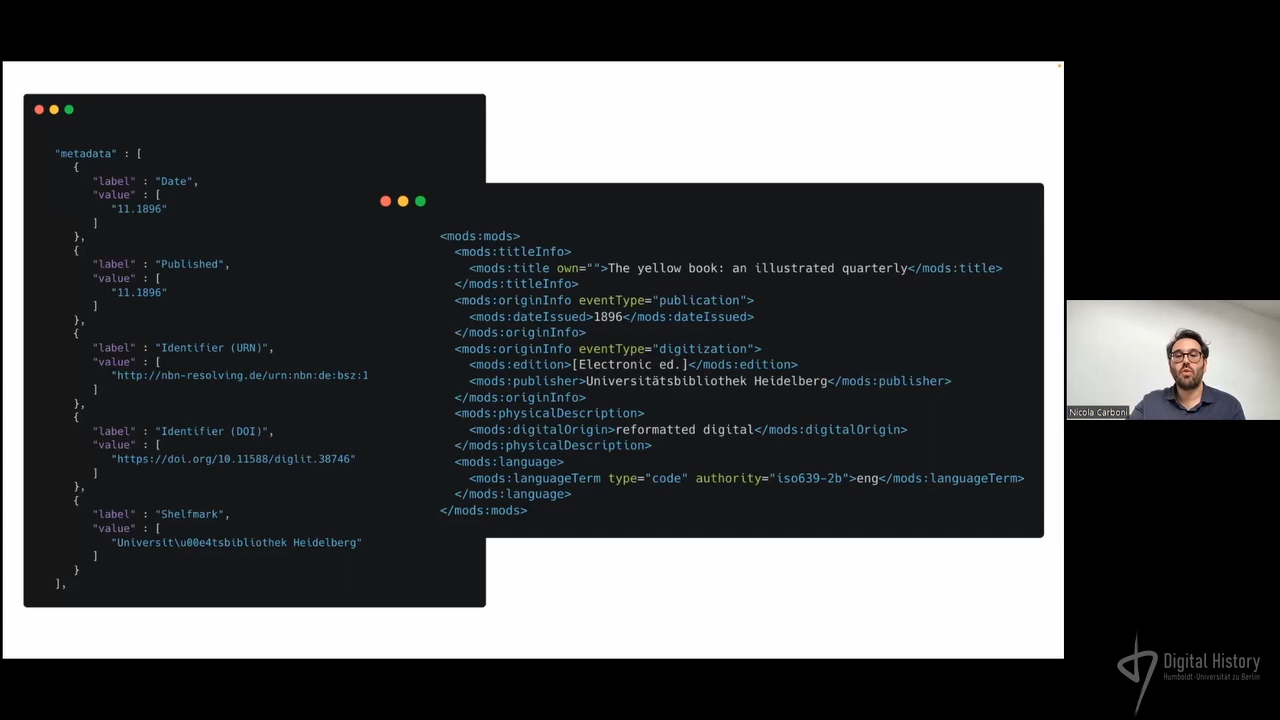 "metadata" : [
{
"label" : "Date",
"value" : [
"11.1896"
]
},
{
"label" : "Published",
"value" : [
"11.1896"
]
},
{
"label" : "Identifier (URN)",
"value" : [
"http://nbn-resolving.de/urn:nbn:de:bsz:1
]
},
{
"label" : "Identifier (DOI)",
"value" : [
"https://doi.org/10.11588/diglit.38746"
]
},
{
"label" : "Shelfmark",
"value" : [
"Universit\u00e4tsbibliothek Heidelberg"
]
}
],
<mods:mods>
<mods:titleInfo>
<mods:title own="">The yellow book: an illustrated quarterly</mods:title>
</mods:titleInfo>
<mods:originInfo eventType="publication">
<mods:dateIssued>1896</mods:dateIssued>
</mods:originInfo>
<mods:originInfo eventType="digitization">
<mods:edition>[Electronic ed.]</mods:edition>
<mods:publisher>Universitätsbibliothek Heidelberg</mods:publisher>
</mods:originInfo>
<mods:physicalDescription>
<mods:digitalOrigin>reformatted digital</mods:digitalOrigin>
</mods:physicalDescription>
<mods:language>
<mods:languageTerm type="code" authority="iso639-2b">eng</mods:languageTerm>
</mods:language>
</mods:mods>
Nicola Carboni
Digital History
Humboldt-Universität zu Berlin